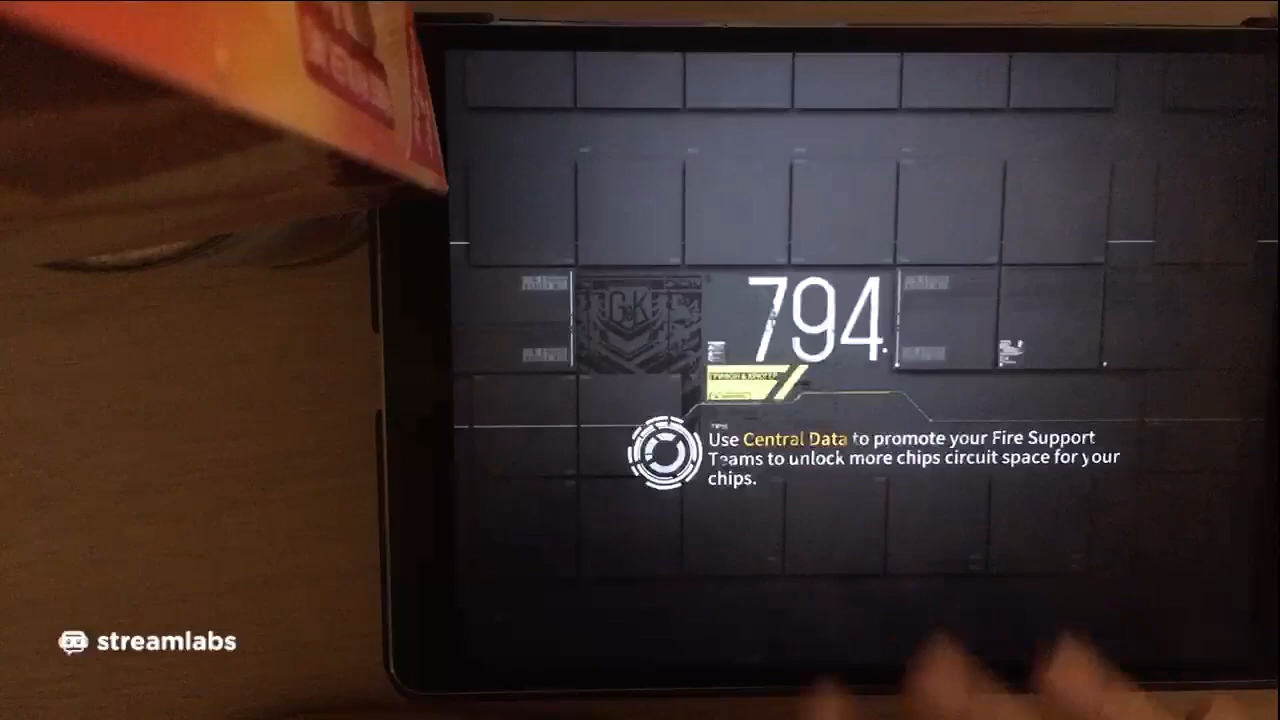 G&K
794
TIPS
Use Central Data to promote your Fire Support
Teams to unlock more chips circuit space for your
chips.
streamlabs